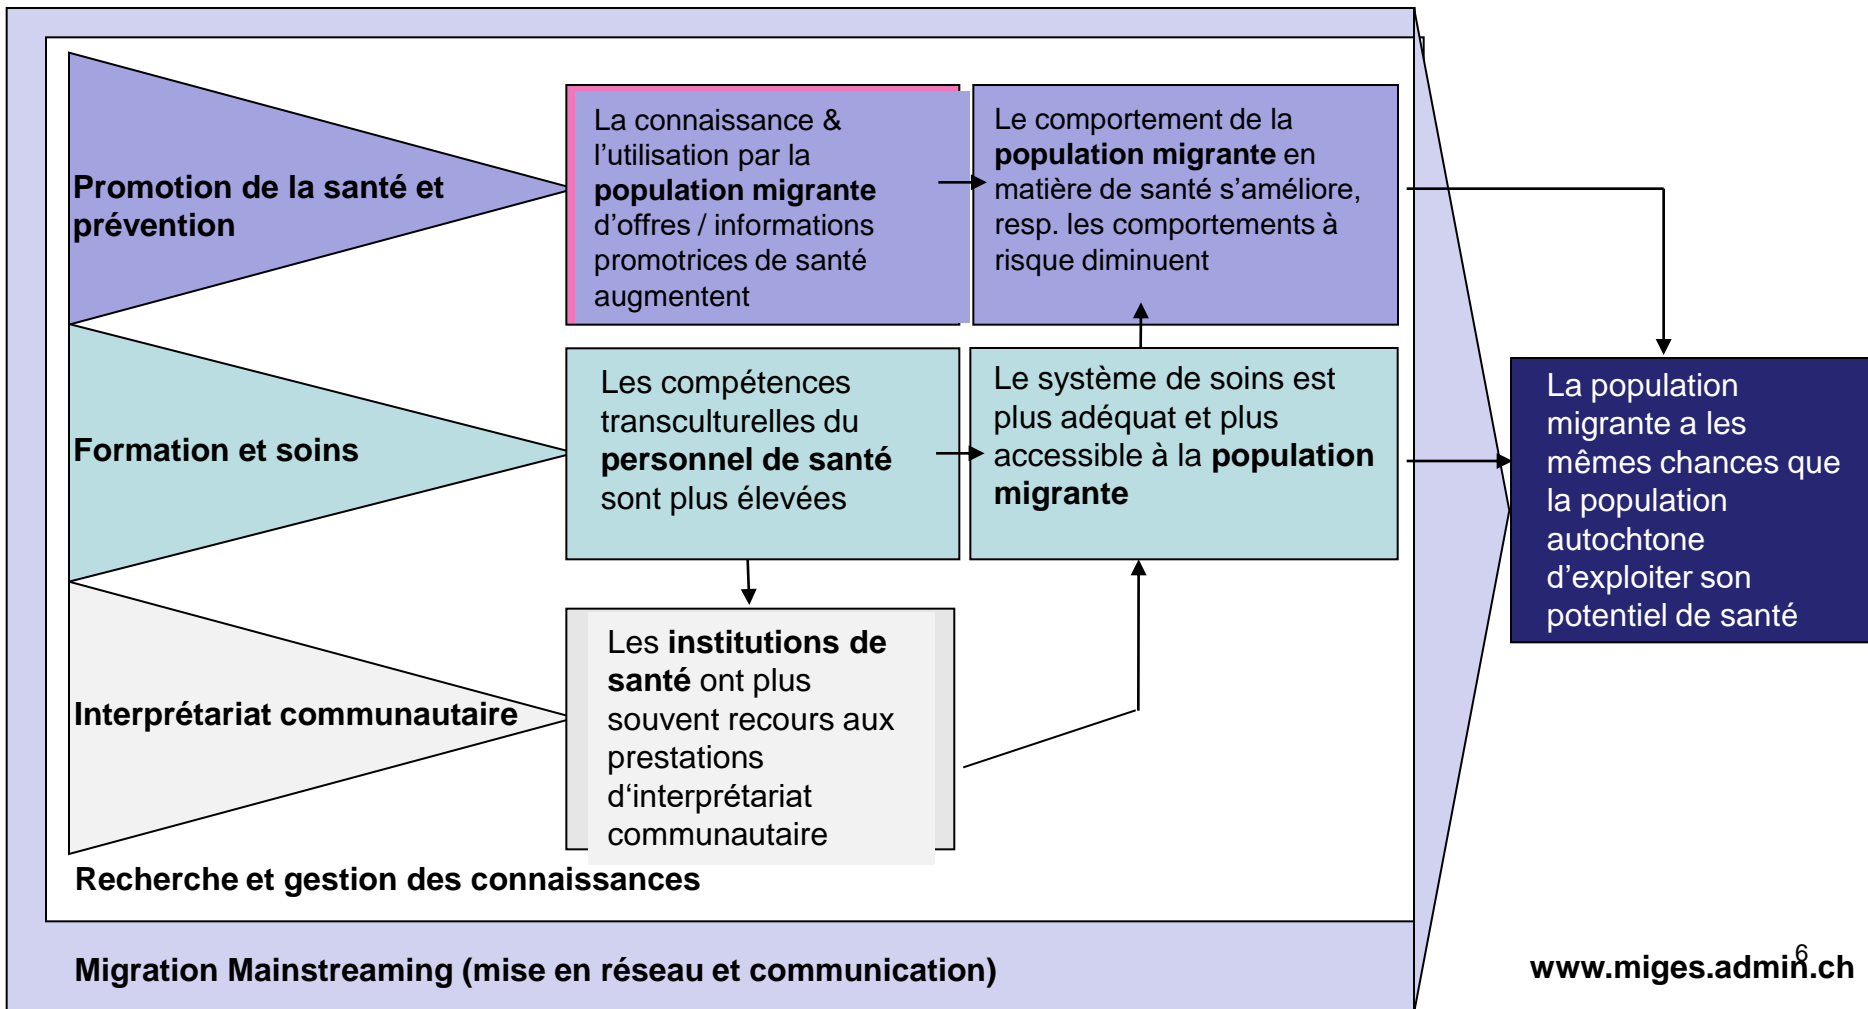 Promotion de la santé et
prévention
La connaissance &
l’utilisation par la
population migrante
d’offres / informations
promotrices de santé
augmentent
Le comportement de la
population migrante en
matière de santé s’améliore,
resp. les comportements à
risque diminuent
Formation et soins
Les compétences
transculturelles du
personnel de santé
sont plus élevées
Le système de soins est
plus adéquat et plus
accessible à la population
migrante
La population
migrante a les
mêmes chances que
la population
autochtone
d’exploiter son
potentiel de santé
Interprétariat communautaire
Les institutions de
santé ont plus
souvent recours aux
prestations
d‘interprétariat
communautaire
Recherche et gestion des connaissances
Migration Mainstreaming (mise en réseau et communication)
www.miges.admin.ch
6